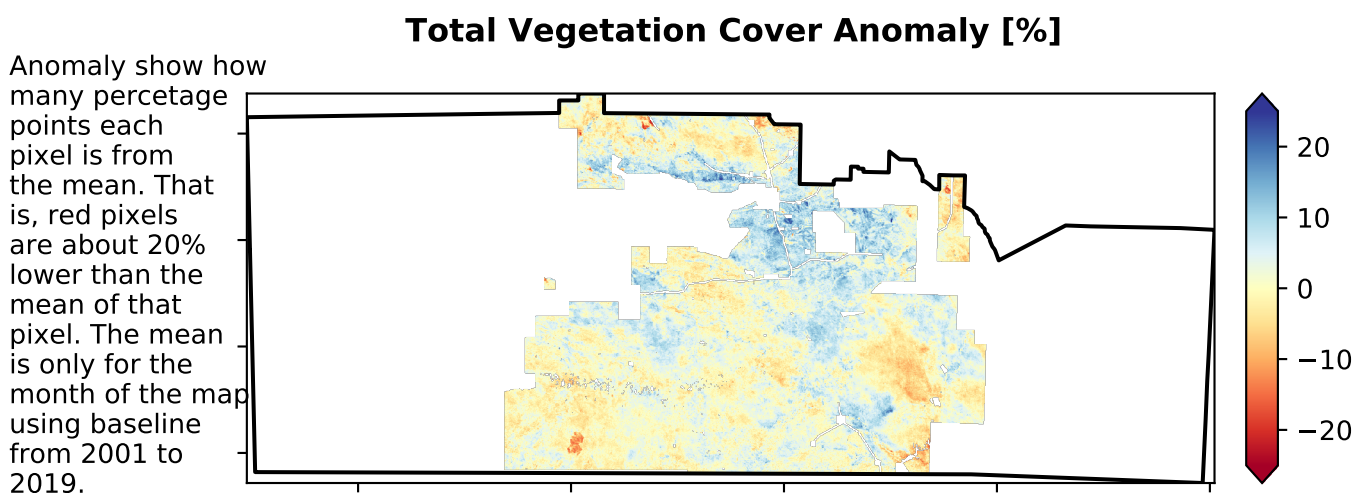 Total Vegetation Cover Anomaly [%]
Anomaly show how
many percetage
points each
pixel is from
the mean. That
is, red pixels
are about 20%
lower than the
mean of that
pixel. The mean
is only for the
month of the map
using baseline
from 2001 to
2019.
20
10
0
−10
−20